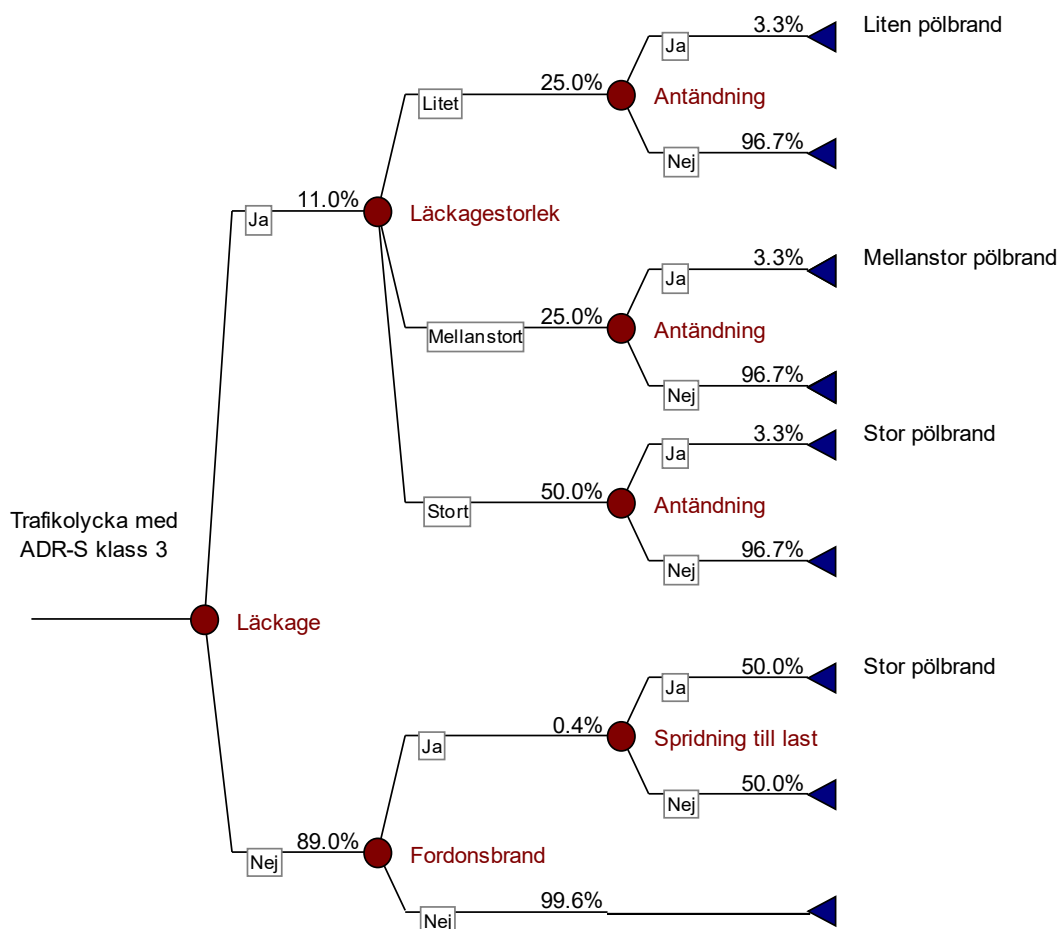 3.3%
Liten pölbrand
Ja
25.0%
Antändning
Litet
96.7%
Nej
11.0%
Läckagestorlek
Ja
3.3%
Mellanstor pölbrand
Ja
25.0%
Antändning
Mellanstort
96.7%
Nej
3.3%
Stor pölbrand
Ja
50.0%
Antändning
Stort
96.7%
Nej
Trafikolycka med
ADR-S klass 3
Läckage
50.0%
Stor pölbrand
Ja
0.4%
Spridning till last
Ja
50.0%
Nej
89.0%
Fordonsbrand
Nej
99.6%
Nej